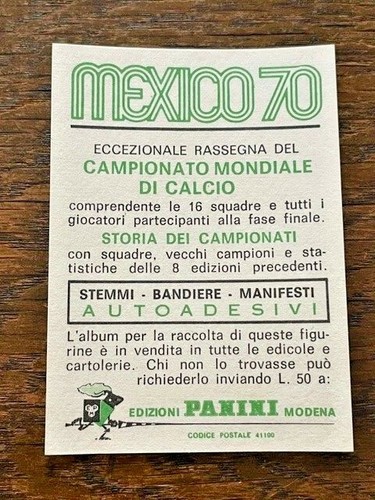 MEXICO 70
ECCEZIONALE RASSEGNA DEL
CAMPIONATO MONDIALE
DI CALCIO
comprendente le 16 squadre e tutti i
giocatori partecipanti alla fase finale.
STORIA DEI CAMPIONATI
con squadre, vecchi campioni e sta-
tistiche delle 8 edizioni precedenti.
STEMMI - BANDIERE - MANIFESTI
AUTOADESIVI
L'album per la raccolta di queste figu-
rine è in vendita in tutte le edicole e
cartolerie. Chi non lo trovasse può
richiederlo inviando L. 50 a:
EDIZIONI PANINI MODENA
CODICE POSTALE 41100